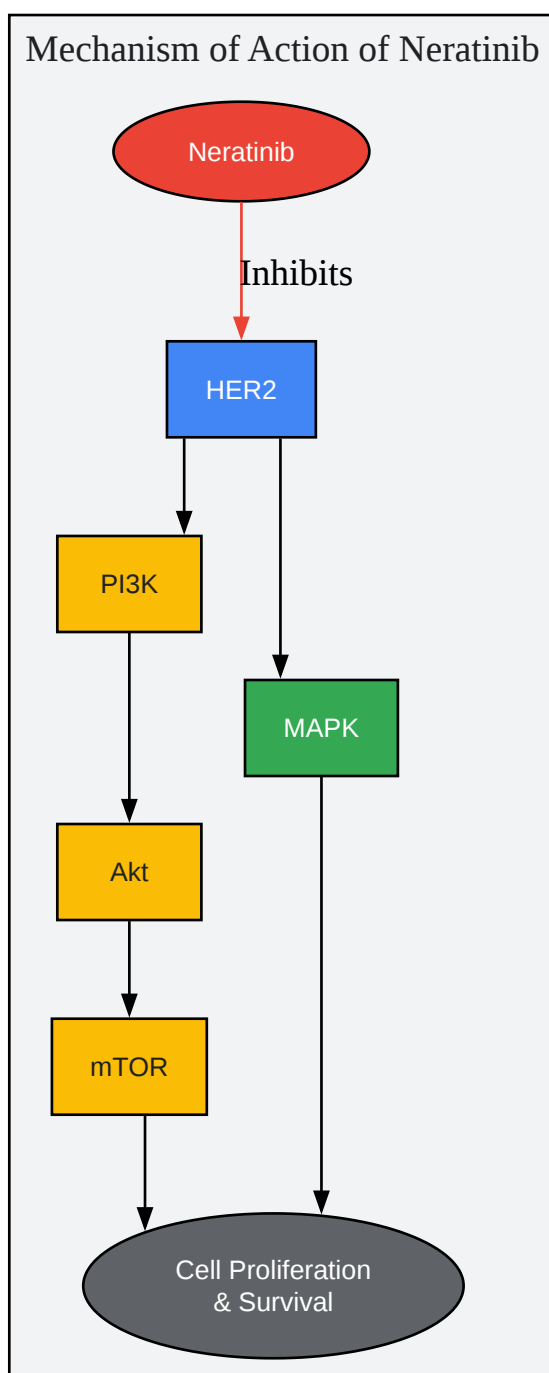 Mechanism of Action of Neratinib
Neratinib
Inhibits
HER2
PI3K
MAPK
Akt
mTOR
Cell Proliferation
& Survival